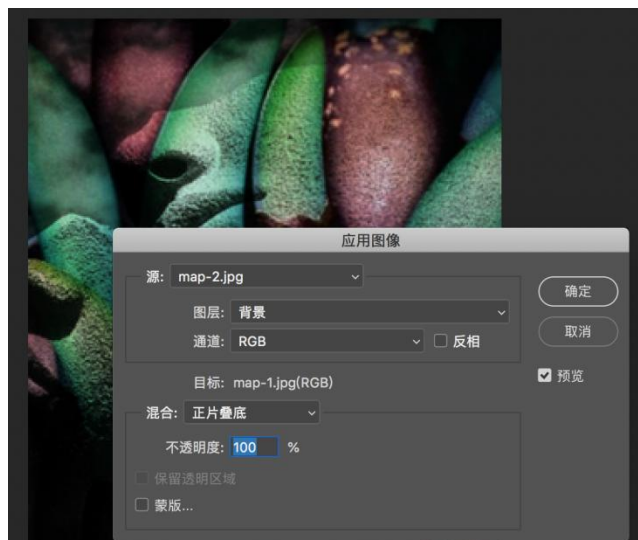 应用图像
源: map-2.jpg
确定
图层: 背景
通道: RGB 反相
取消
目标: map-1.jpg(RGB)
预览
混合: 正片叠底
不透明度: 100 %
保留透明区域
蒙版...